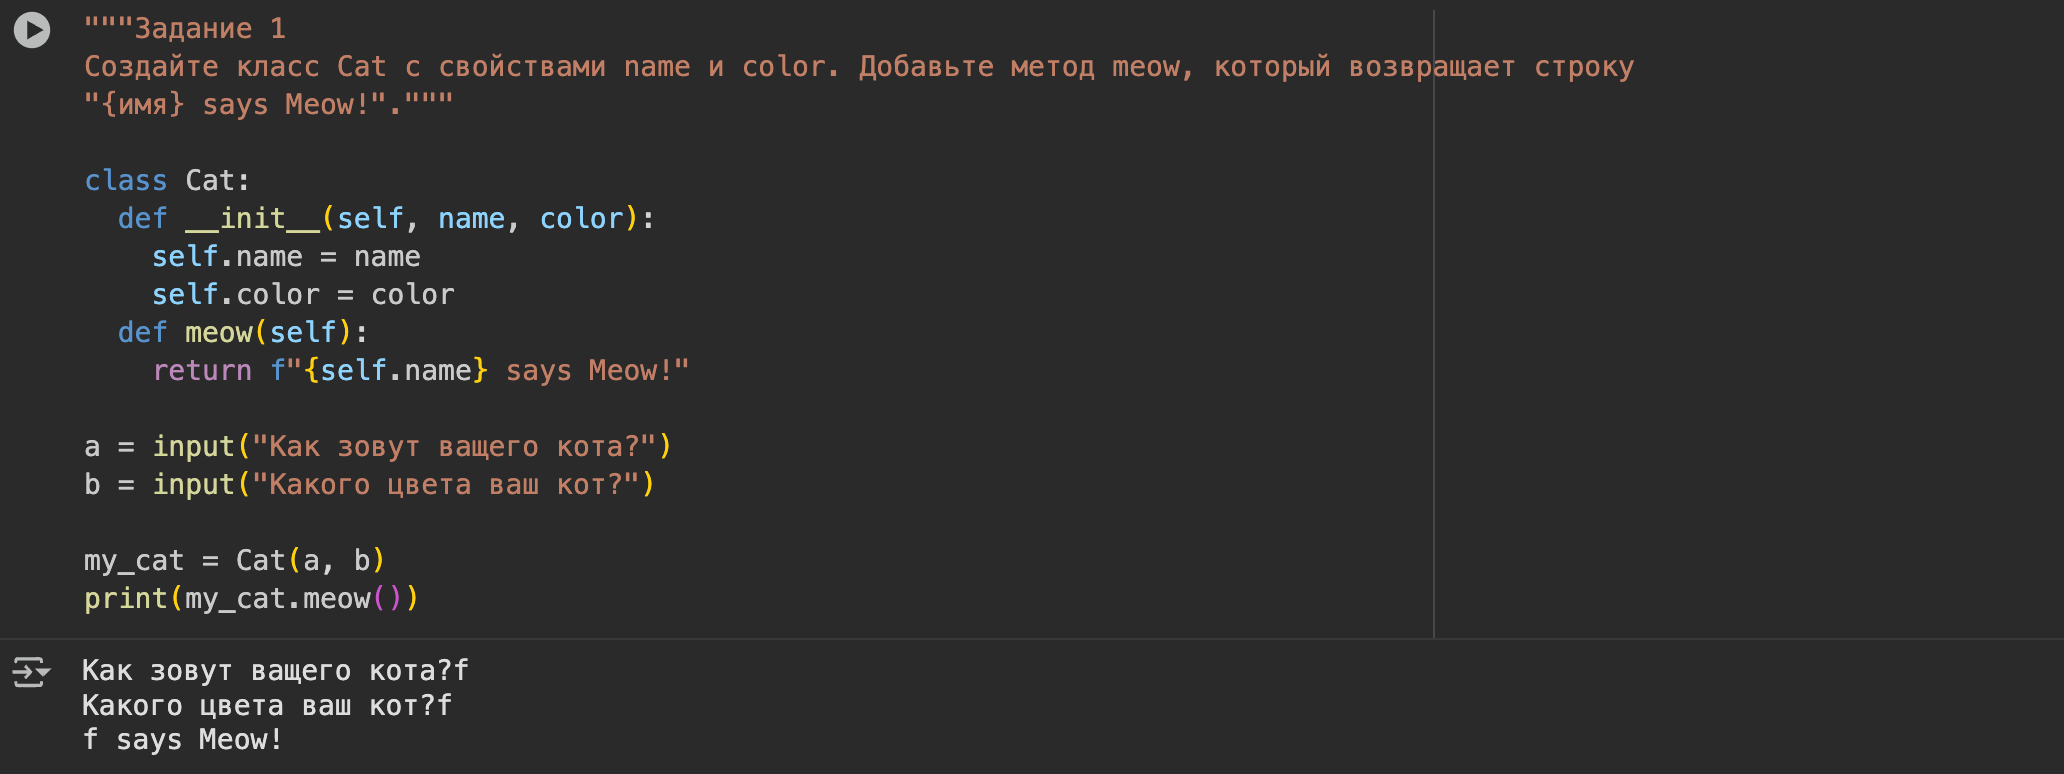 """Задание 1
Создайте класс Cat с свойствами name и color. Добавьте метод meow, который возвращает строку
"{имя} says Meow!"."""
class Cat:
  def __init__(self, name, color):
    self.name = name
    self.color = color
  def meow(self):
    return f"{self.name} says Meow!"
a = input("Как зовут ващего кота?")
b = input("Какого цвета ваш кот?")
my_cat = Cat(a, b)
print(my_cat.meow())
Как зовут ващего кота?f
Какого цвета ваш кот?f
f says Meow!